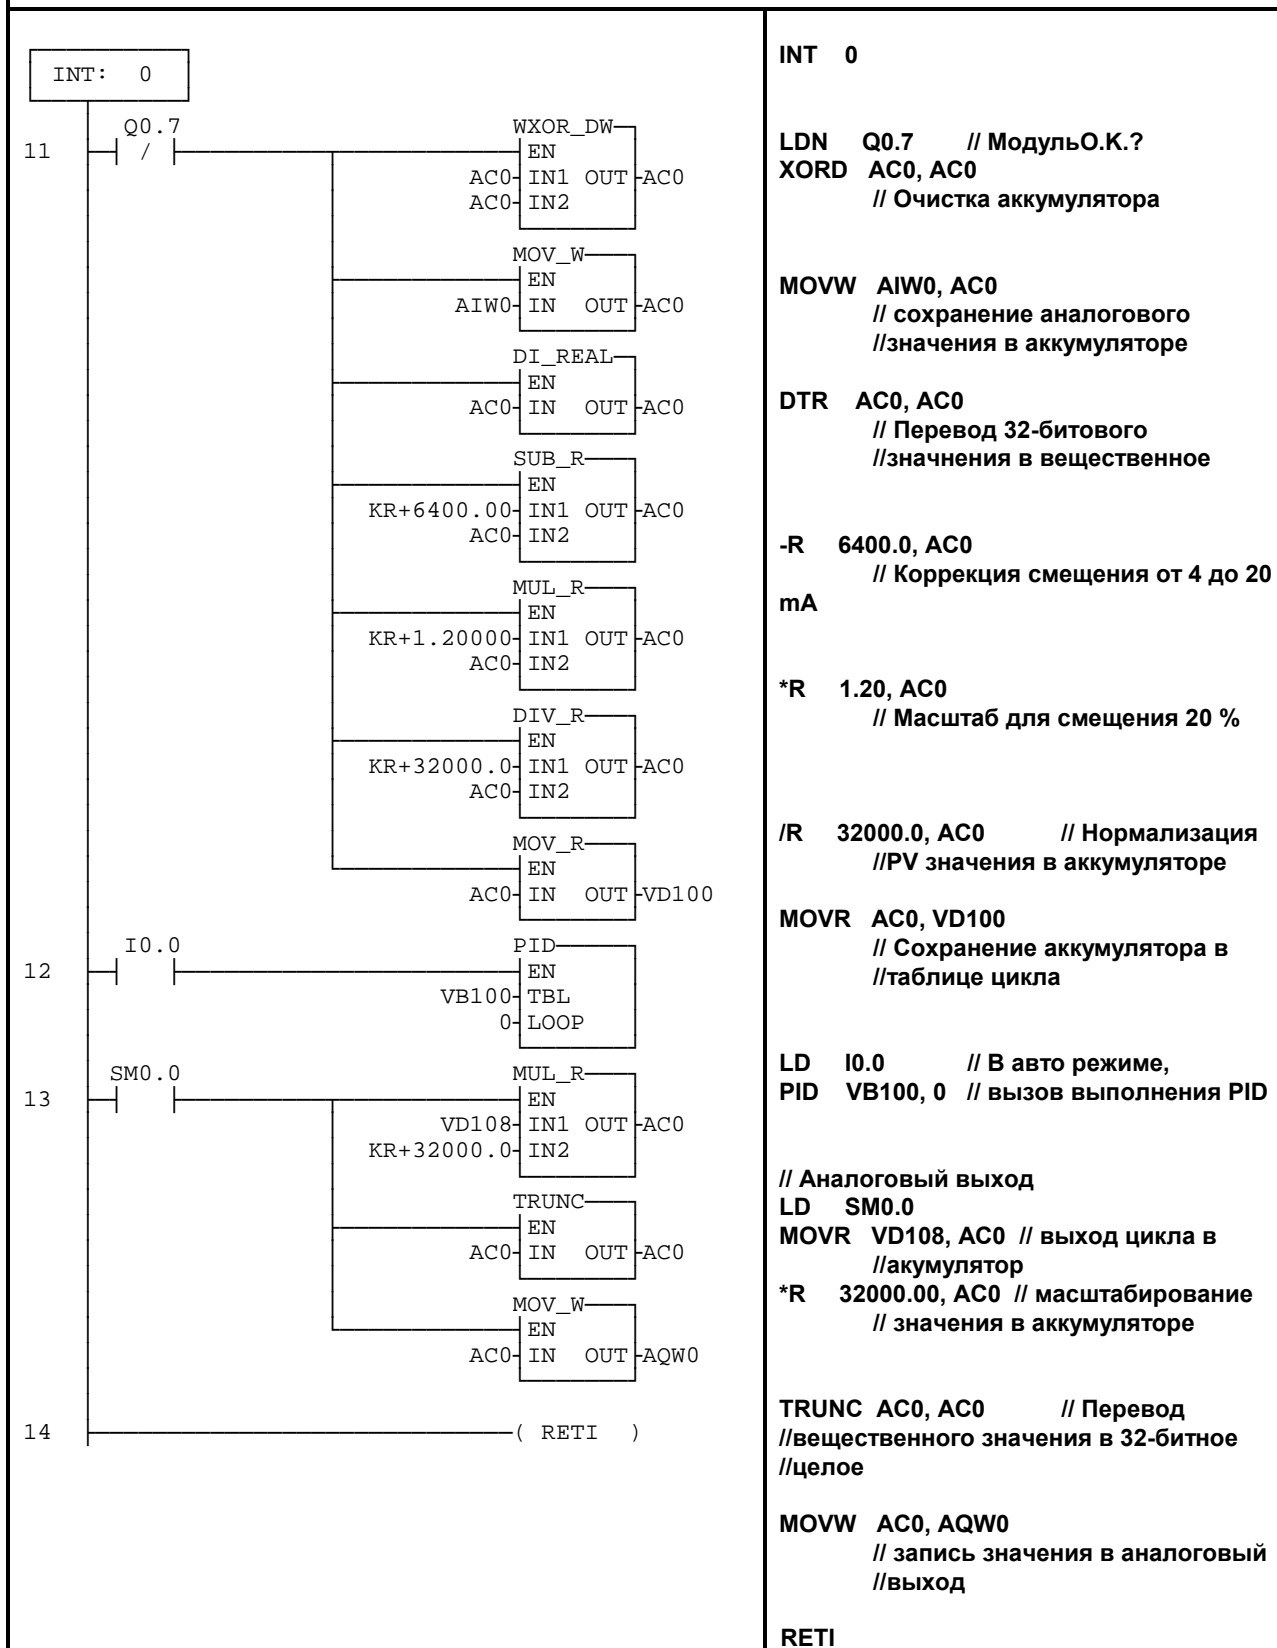 INT: 0
11
Q0.7
/
WXOR_DW
EN
AC0 IN1 OUT AC0
AC0 IN2
MOV_W
EN
AIW0 IN OUT AC0
DI_REAL
EN
AC0 IN OUT AC0
SUB_R
EN
KR+6400.00 IN1 OUT AC0
AC0 IN2
MUL_R
EN
KR+1.20000 IN1 OUT AC0
AC0 IN2
DIV_R
EN
KR+32000.0 IN1 OUT AC0
AC0 IN2
MOV_R
EN
AC0 IN OUT VD100
12
I0.0
PID
EN
VB100 TBL
0 LOOP
13
SM0.0
MUL_R
EN
VD108 IN1 OUT AC0
KR+32000.0 IN2
TRUNC
EN
AC0 IN OUT AC0
MOV_W
EN
AC0 IN OUT AQW0
14
( RETI )
INT 0
LDN Q0.7 // МодульO.K.?
XORD AC0, AC0
// Очистка аккумулятора
MOVW AIW0, AC0
// сохранение аналогового
//значения в аккумуляторе
DTR AC0, AC0
// Перевод 32-битового
//значнения в вещественное
-R 6400.0, AC0
// Коррекция смещения от 4 до 20
mA
*R 1.20, AC0
// Масштаб для смещения 20 %
/R 32000.0, AC0 // Нормализация
//PV значения в аккумуляторе
MOVR AC0, VD100
// Сохранение аккумулятора в
//таблице цикла
LD I0.0 // В авто режиме,
PID VB100, 0 // вызов выполнения PID
// Аналоговый выход
LD SM0.0
MOVR VD108, AC0 // выход цикла в
//акумулятор
*R 32000.00, AC0 // масштабирование
// значения в аккумуляторе
TRUNC AC0, AC0 // Перевод
//вещественного значения в 32-битное
//целое
MOVW AC0, AQW0
// запись значения в аналоговый
//выход
RETI